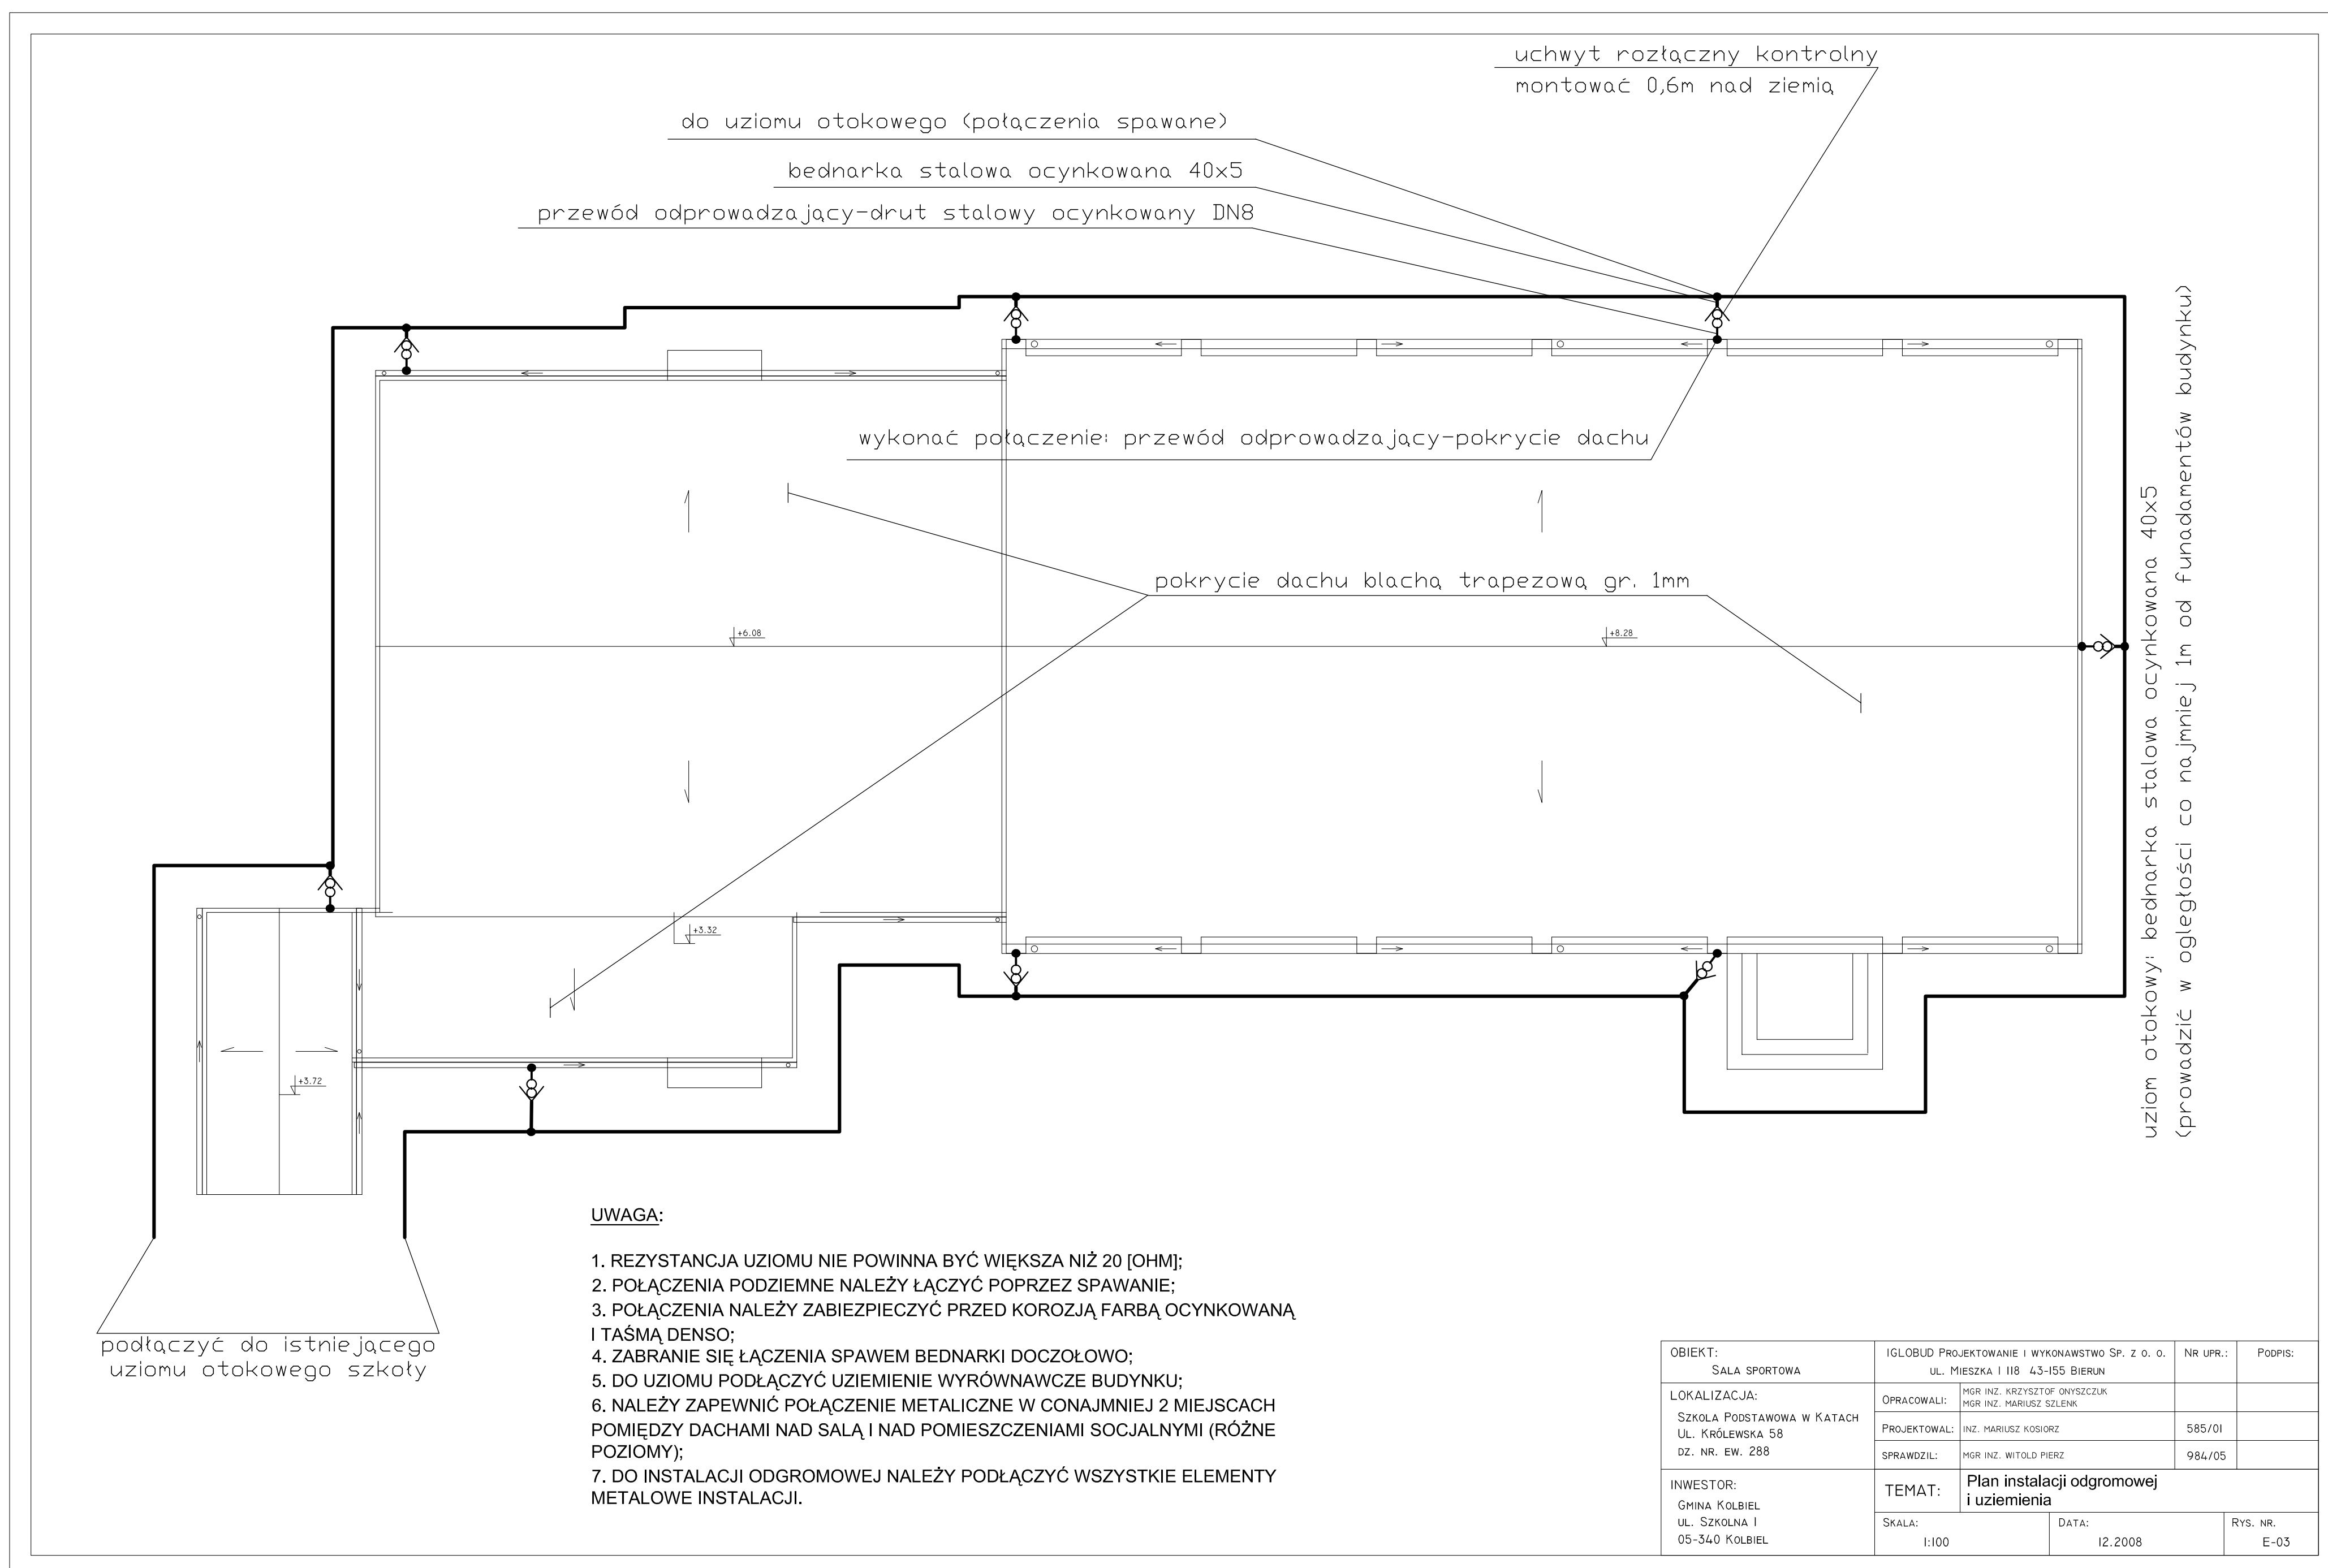 uchwyt rozłączny kontrolny
montować 0,6m nad ziemią
do uziomu otokowego (połączenia spawane)
bednarka stalowa ocynkowana 40x5
przewód odprowadzający-drut stalowy ocynkowany DN8
wykonać połączenie: przewód odprowadzający-pokrycie dachu
pokrycie dachu blachą trapezową gr. 1mm
+6.08
+8.28
+3.32
+3.72
uziom otokowy: bednarka stalowa ocynkowana 40x5
(prowadzić w ogległości co najmniej 1m od funadamentów budynku)
podłączyć do istniejącego
uziomu otokowego szkoły
UWAGA:
1. REZYSTANCJA UZIOMU NIE POWINNA BYĆ WIĘKSZA NIŻ 20 [OHM];
2. POŁĄCZENIA PODZIEMNE NALEŻY ŁĄCZYĆ POPRZEZ SPAWANIE;
3. POŁĄCZENIA NALEŻY ZABIEZPIECZYĆ PRZED KOROZJĄ FARBĄ OCYNKOWANĄ
I TAŚMĄ DENSO;
4. ZABRANIE SIĘ ŁĄCZENIA SPAWEM BEDNARKI DOCZOŁOWO;
5. DO UZIOMU PODŁĄCZYĆ UZIEMIENIE WYRÓWNAWCZE BUDYNKU;
6. NALEŻY ZAPEWNIĆ POŁĄCZENIE METALICZNE W CONAJMNIEJ 2 MIEJSCACH
POMIĘDZY DACHAMI NAD SALĄ I NAD POMIESZCZENIAMI SOCJALNYMI (RÓŻNE
POZIOMY);
7. DO INSTALACJI ODGROMOWEJ NALEŻY PODŁĄCZYĆ WSZYSTKIE ELEMENTY
METALOWE INSTALACJI.
OBIEKT:
SALA SPORTOWA
IGLOBUD PROJEKTOWANIE I WYKONAWSTWO SP. Z O. O.
UL. MIESZKA I 118 43-155 BIERUN
NR UPR.:
PODPIS:
LOKALIZACJA:
SZKOLA PODSTAWOWA W KATACH
UL. KRÓLEWSKA 58
DZ. NR. EW. 288
OPRACOWALI:
MGR INZ. KRZYSZTOF ONYSZCZUK
MGR INZ. MARIUSZ SZLENK
PROJEKTOWAL:
INZ. MARIUSZ KOSIORZ
585/01
SPRAWDZIL:
MGR INZ. WITOLD PIERZ
984/05
INWESTOR:
GMINA KOLBIEL
UL. SZKOLNA 1
05-340 KOLBIEL
TEMAT:
Plan instalacji odgromowej
i uziemienia
SKALA:
1:100
DATA:
12.2008
RYS. NR.
E-03